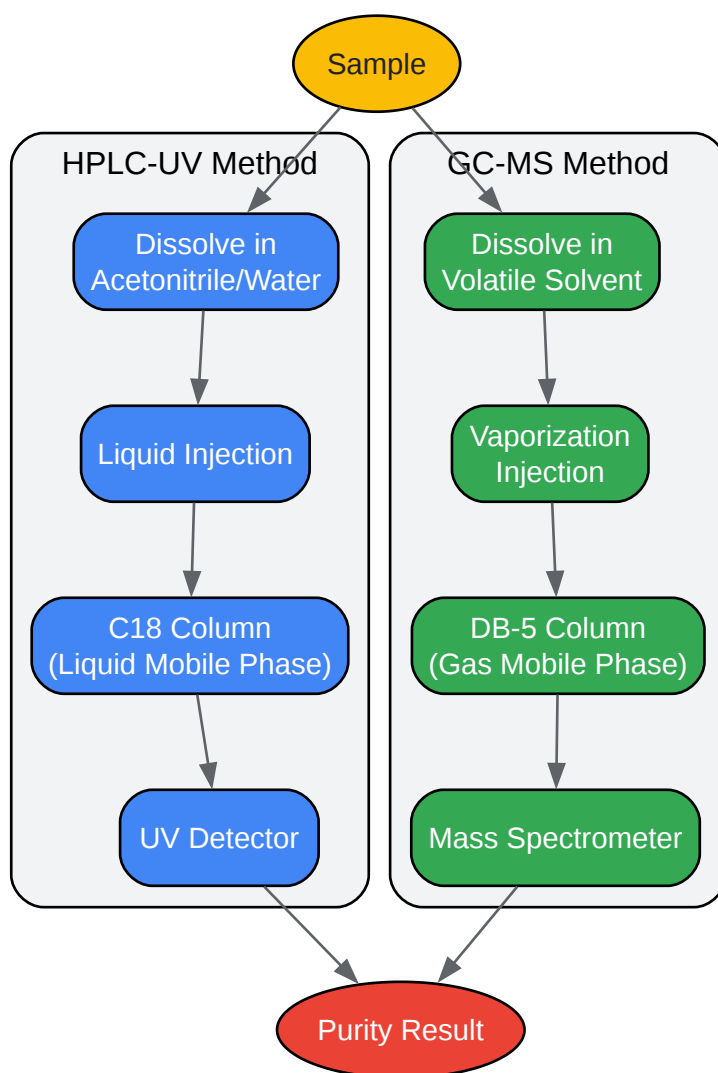 Sample
HPLC-UV Method
Dissolve in
Acetonitrile/Water
Liquid Injection
C18 Column
(Liquid Mobile Phase)
UV Detector
GC-MS Method
Dissolve in
Volatile Solvent
Vaporization
Injection
DB-5 Column
(Gas Mobile Phase)
Mass Spectrometer
Purity Result